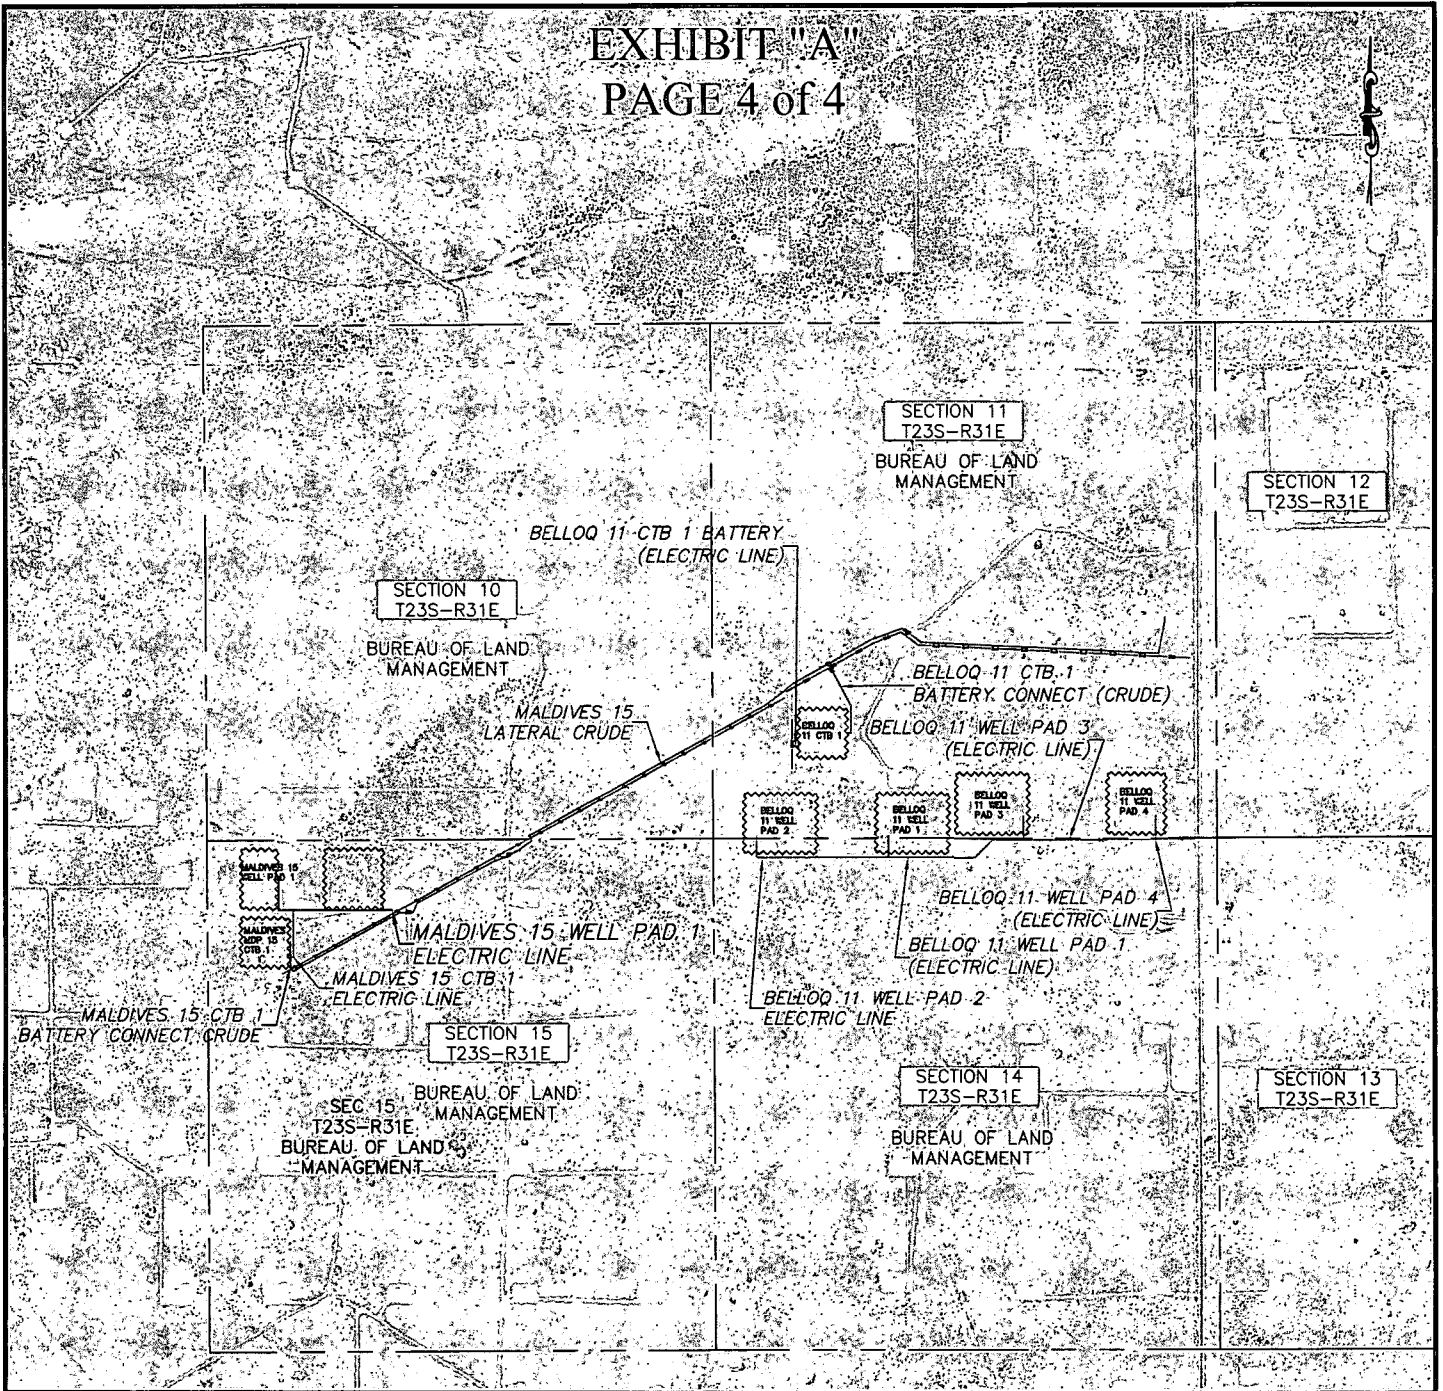 EXHIBIT "A"
PAGE 4 of 4
SECTION 11
T23S-R31E
BUREAU OF LAND
MANAGEMENT
SECTION 12
T23S-R31E
BELLOQ 11 CTB 1 BATTERY
(ELECTRIC LINE)
SECTION 10
T23S-R31E
BUREAU OF LAND
MANAGEMENT
BELLOQ 11 CTB 1
BATTERY CONNECT (CRUDE)
MALDIVES 15
LATERAL CRUDE
BELLOQ
11 CTB 1
BELLOQ 11 WELL PAD 3
(ELECTRIC LINE)
BELLOQ
11 WELL
PAD 2
BELLOQ
11 WELL
PAD 1
BELLOQ
11 WELL
PAD 3
BELLOQ
11 WELL
PAD 4
MALDIVES 15
WELL PAD 1
MALDIVES
MDP 15
CTB 1
BELLOQ 11 WELL PAD 4
(ELECTRIC LINE)
MALDIVES 15 WELL PAD 1
ELECTRIC LINE
BELLOQ 11 WELL PAD 1
(ELECTRIC LINE)
MALDIVES 15 CTB 1
ELECTRIC LINE
BELLOQ 11 WELL PAD 2
ELECTRIC LINE
MALDIVES 15 CTB 1
BATTERY CONNECT CRUDE
SECTION 15
T23S-R31E
BUREAU OF LAND
MANAGEMENT
SEC 15
T23S-R31E
BUREAU OF LAND
MANAGEMENT
SECTION 14
T23S-R31E
BUREAU OF LAND
MANAGEMENT
SECTION 13
T23S-R31E